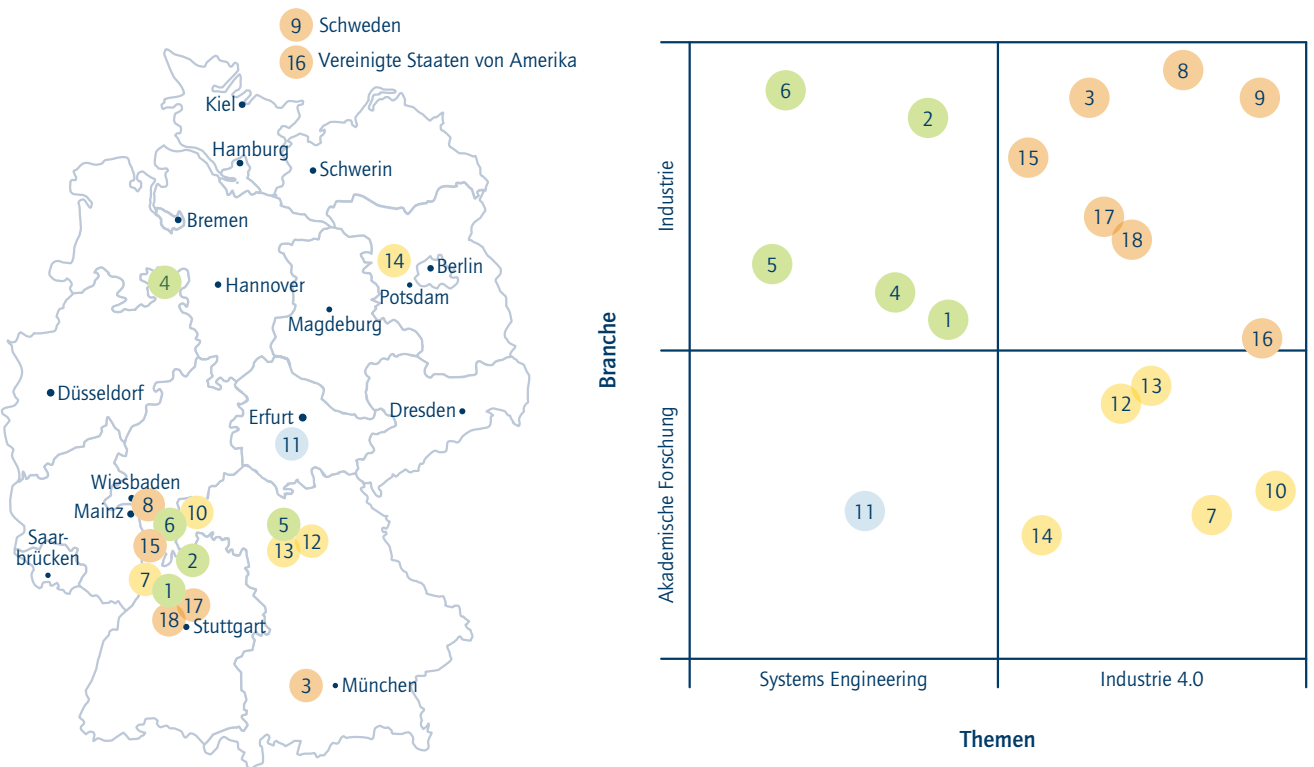 9 Schweden
16 Vereinigte Staaten von Amerika
Kiel
Hamburg
Schwerin
Bremen
14
Berlin
4
Hannover
Potsdam
Magdeburg
Düsseldorf
Erfurt
Dresden
11
Wiesbaden
8
Mainz
10
6
5
Saar-
brücken
15
13
12
2
7
1
17
18
Stuttgart
3
München
Branche
Industrie
Akademische Forschung
6
2
5
4
1
3
8
9
15
17
18
16
11
13
12
10
7
14
Systems Engineering
Industrie 4.0
Themen